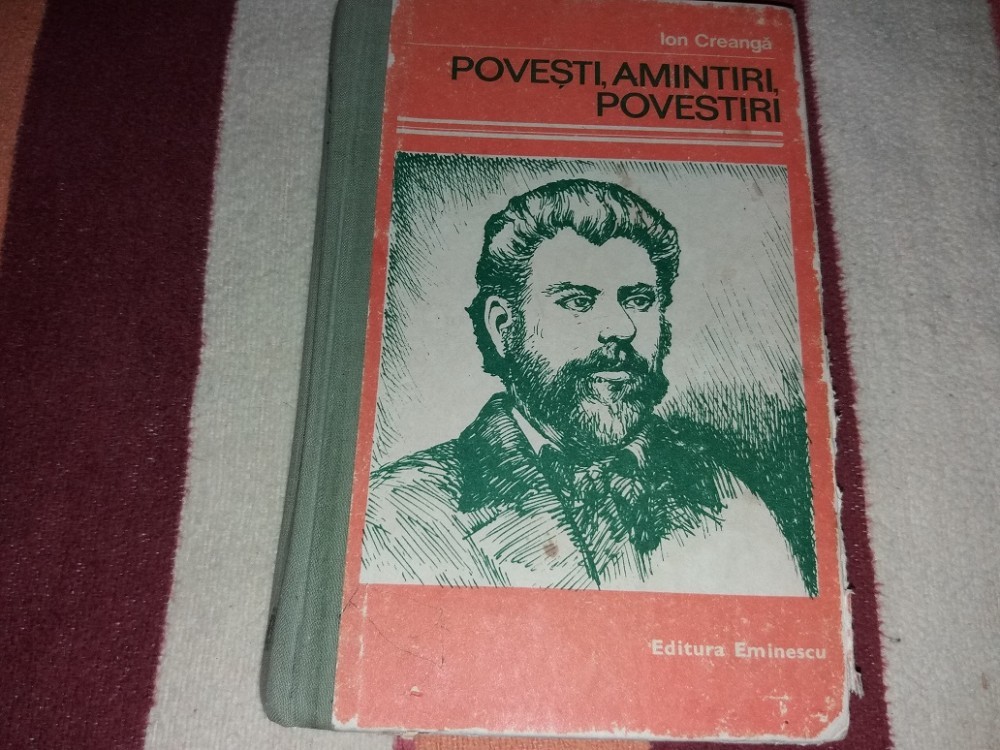 Ion Creangă
POVEȘTI, AMINTIRI,
POVESTIRI
Editura Eminescu